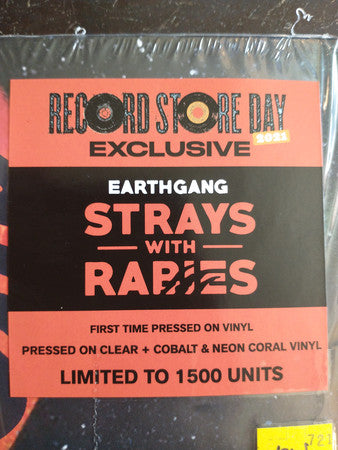 RECORD STORE DAY
2021
EXCLUSIVE
EARTHGANG
STRAYS
WITH
RABIES
FIRST TIME PRESSED ON VINYL
PRESSED ON CLEAR + COBALT & NEON CORAL VINYL
LIMITED TO 1500 UNITS
721